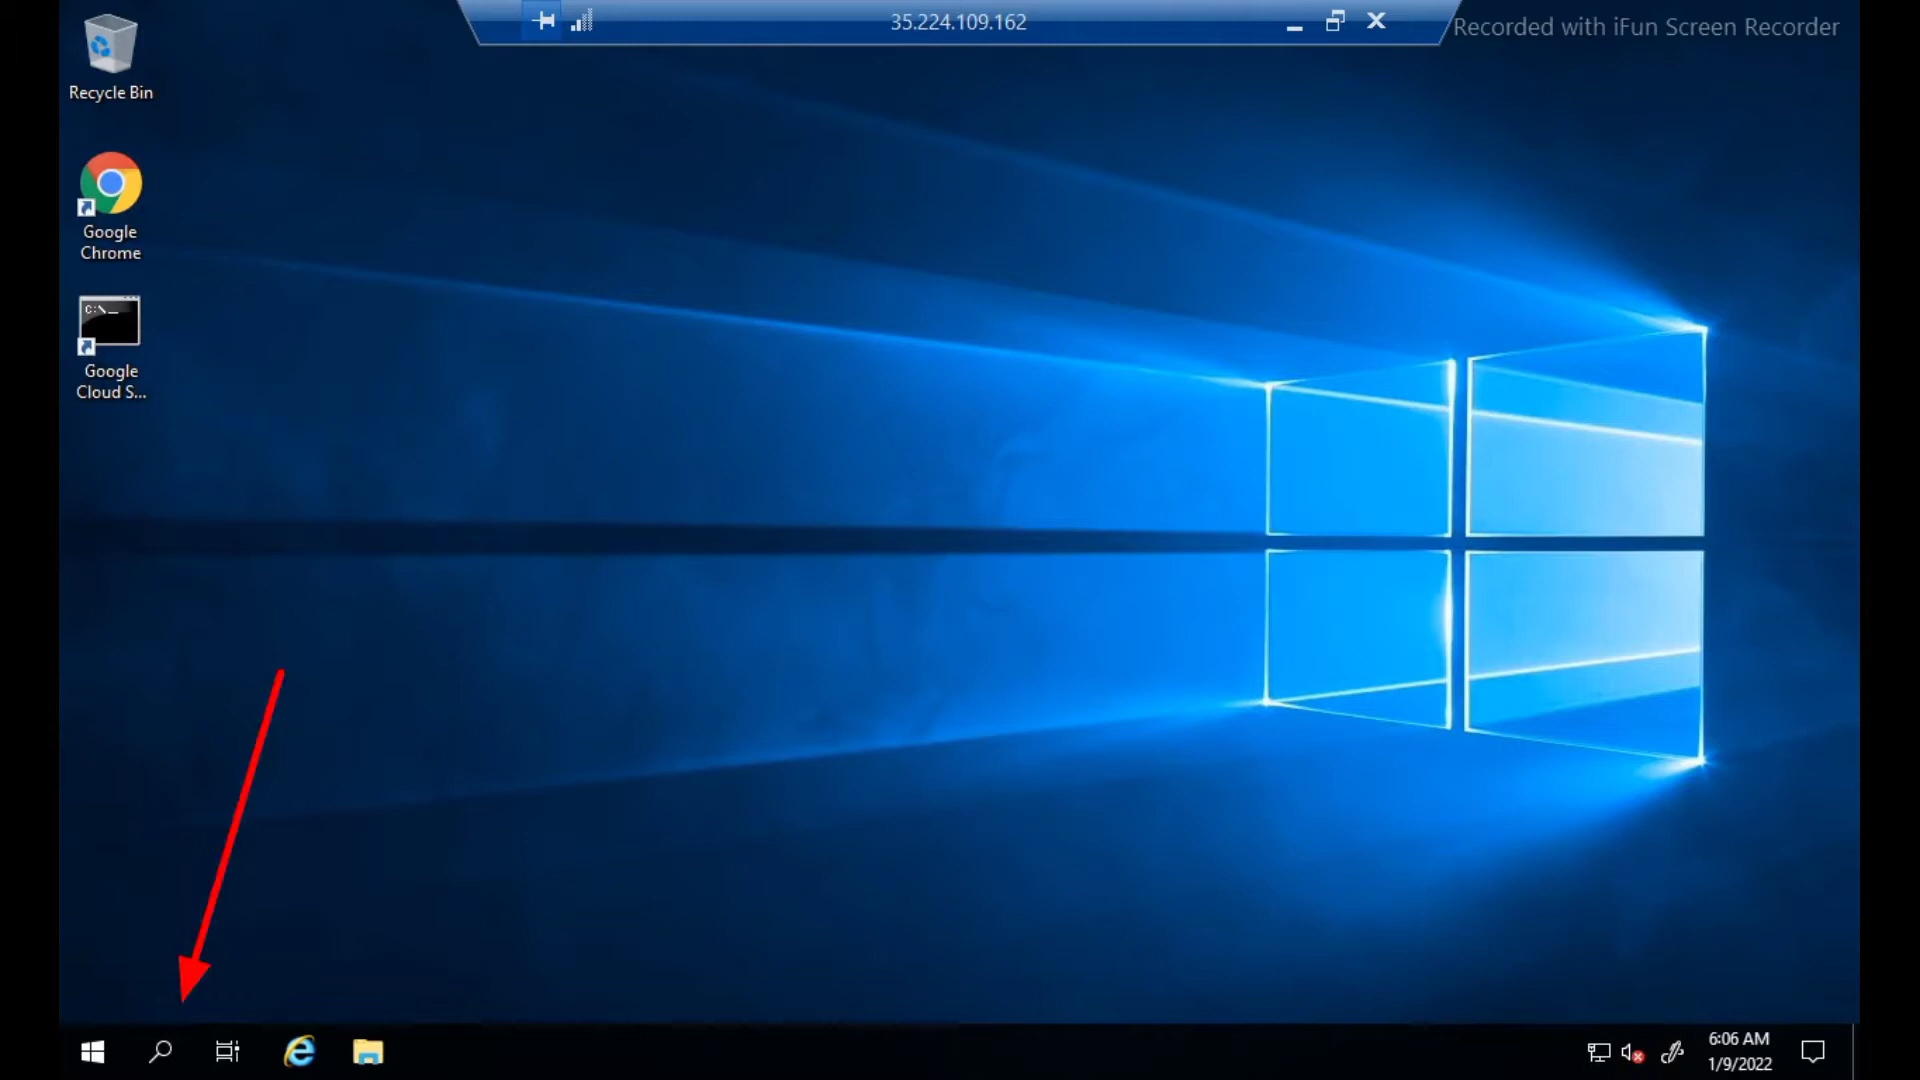 35.224.109.162
Recorded with iFun Screen Recorder
Recycle Bin
Google
Chrome
C:\_
Google
Cloud S...
6:06 AM
1/9/2022